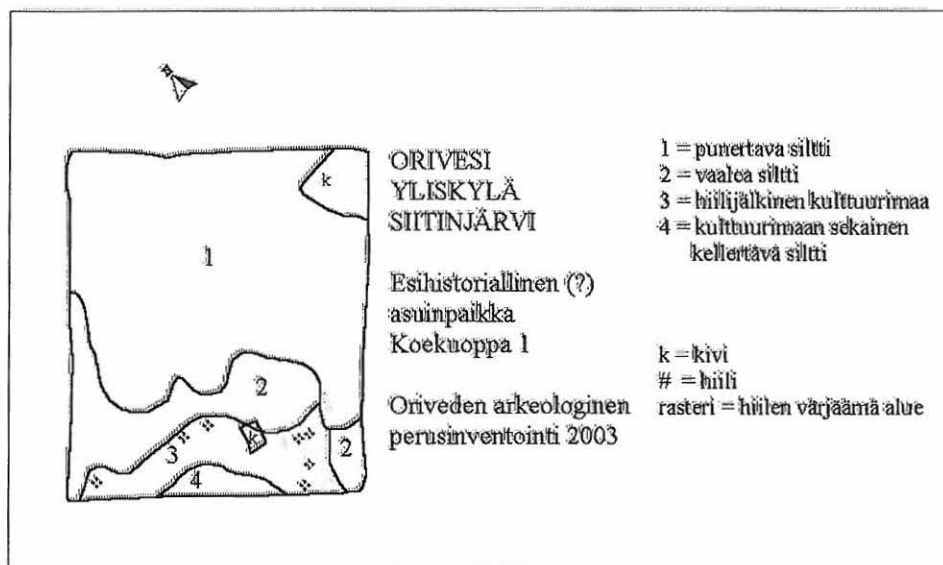 k
1
2
k
3
2
4
ORIVESI
YLISKYLÄ
SIITINJÄRVI
Esihistoriallinen (?)
asuinpaikka
Koekuoppa 1
Oriveden arkeologinen
perusinventointi 2003
1 = punertava siltti
2 = vaalea siltti
3 = hiilijälkinen kulttuurimaa
4 = kulttuurimaan sekainen
kellertävä siltti
k = kivi
# = hiili
rasteri = hiilen värjäämä alue